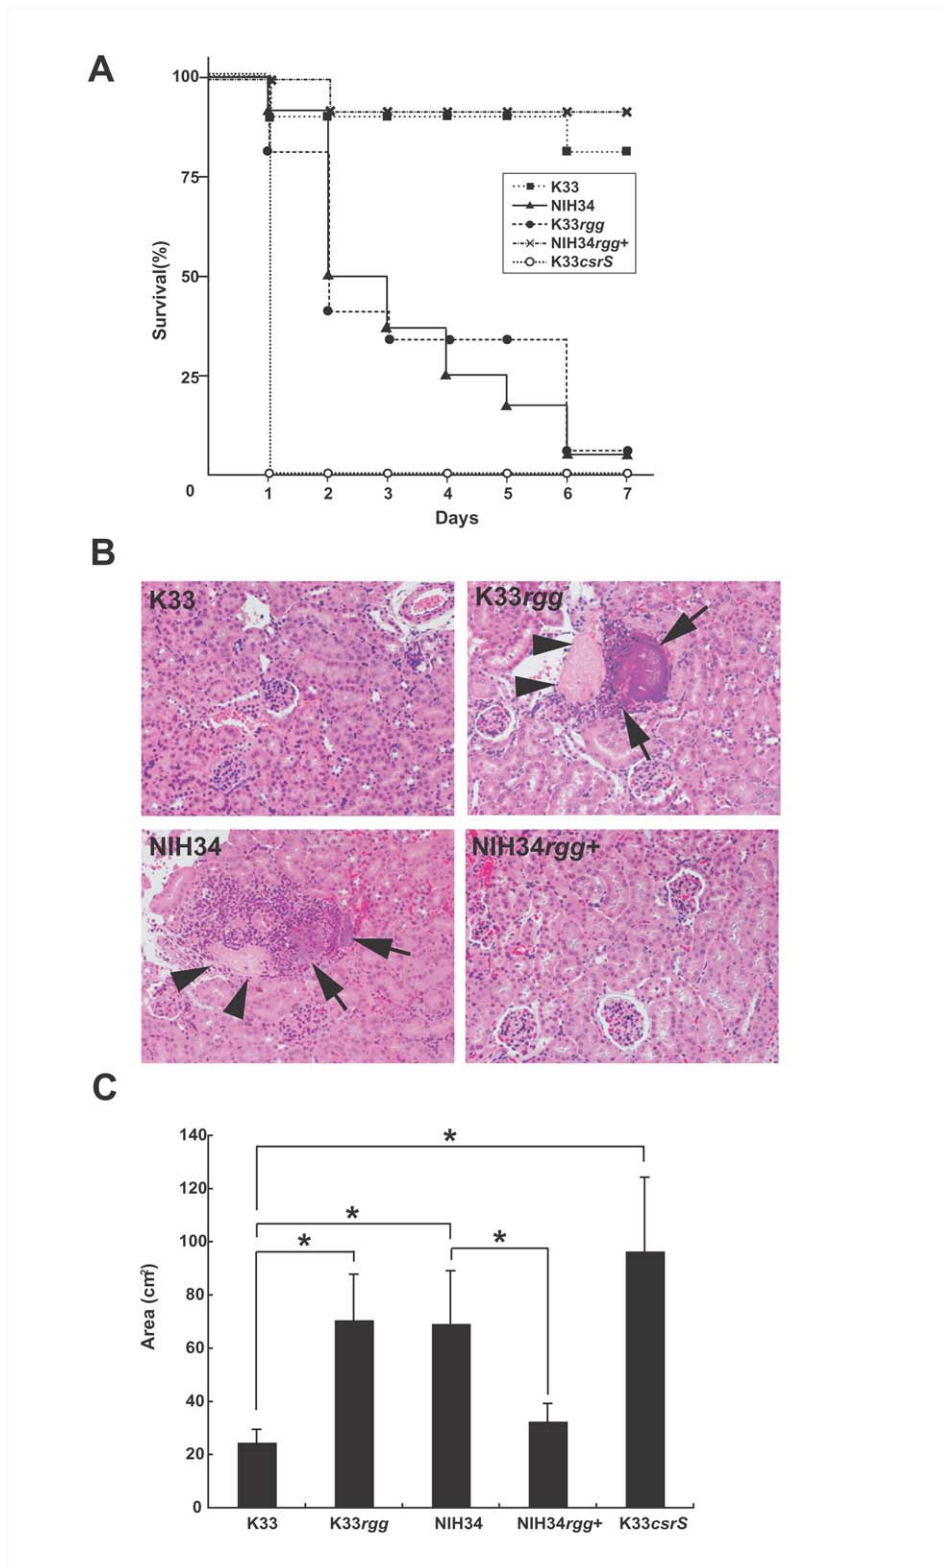 A
100
75
50
25
0
Survival(%)
1 2 3 4 5 6 7
Days
K33
NIH34
K33rgg
NIH34rgg+
K33csrS
B
K33
K33rgg
NIH34
NIH34rgg+
C
140
120
100
80
60
40
20
0
Area (cm²)
*
*
*
*
K33 K33rgg NIH34 NIH34rgg+ K33csrS